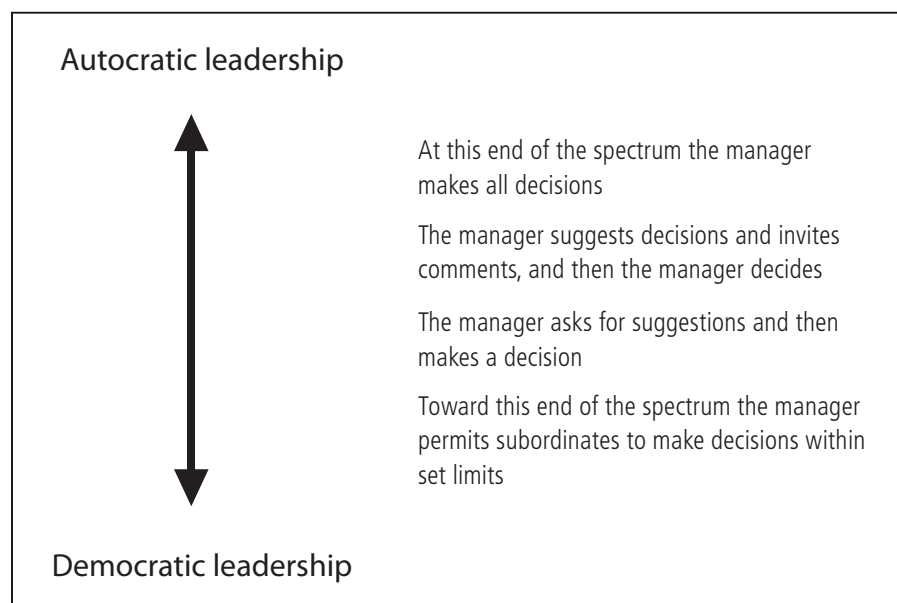 Autocratic leadership
At this end of the spectrum the manager
makes all decisions
The manager suggests decisions and invites
comments, and then the manager decides
The manager asks for suggestions and then
makes a decision
Toward this end of the spectrum the manager
permits subordinates to make decisions within
set limits
Democratic leadership